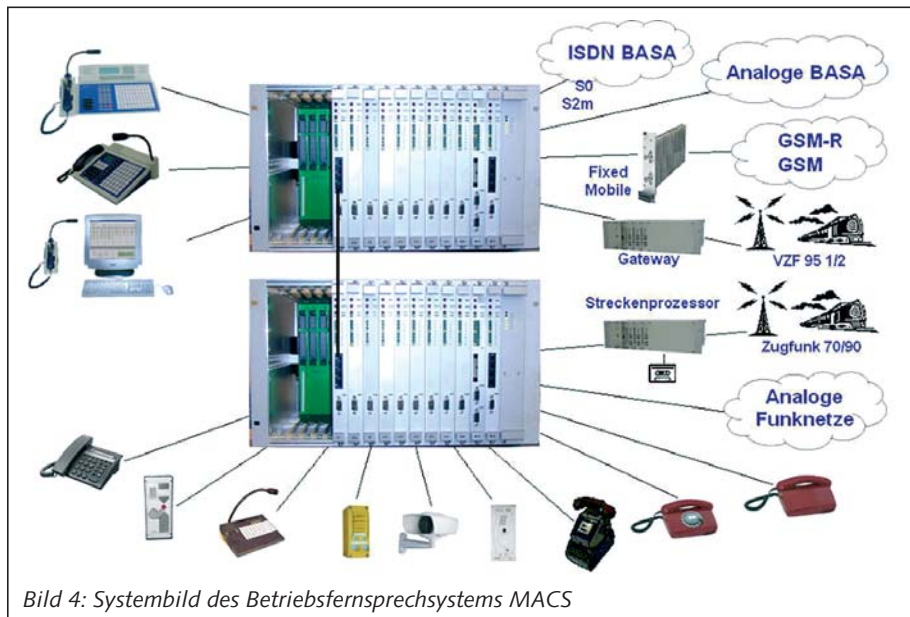 ISDN BASA
S0
S2m
Analoge BASA
Fixed
Mobile
GSM-R
GSM
Gateway
VZF 95 1/2
Streckenprozessor
Zugfunk 70/90
Analoge
Funknetze
Bild 4: Systembild des Betriebsfernsprechsystems MACS